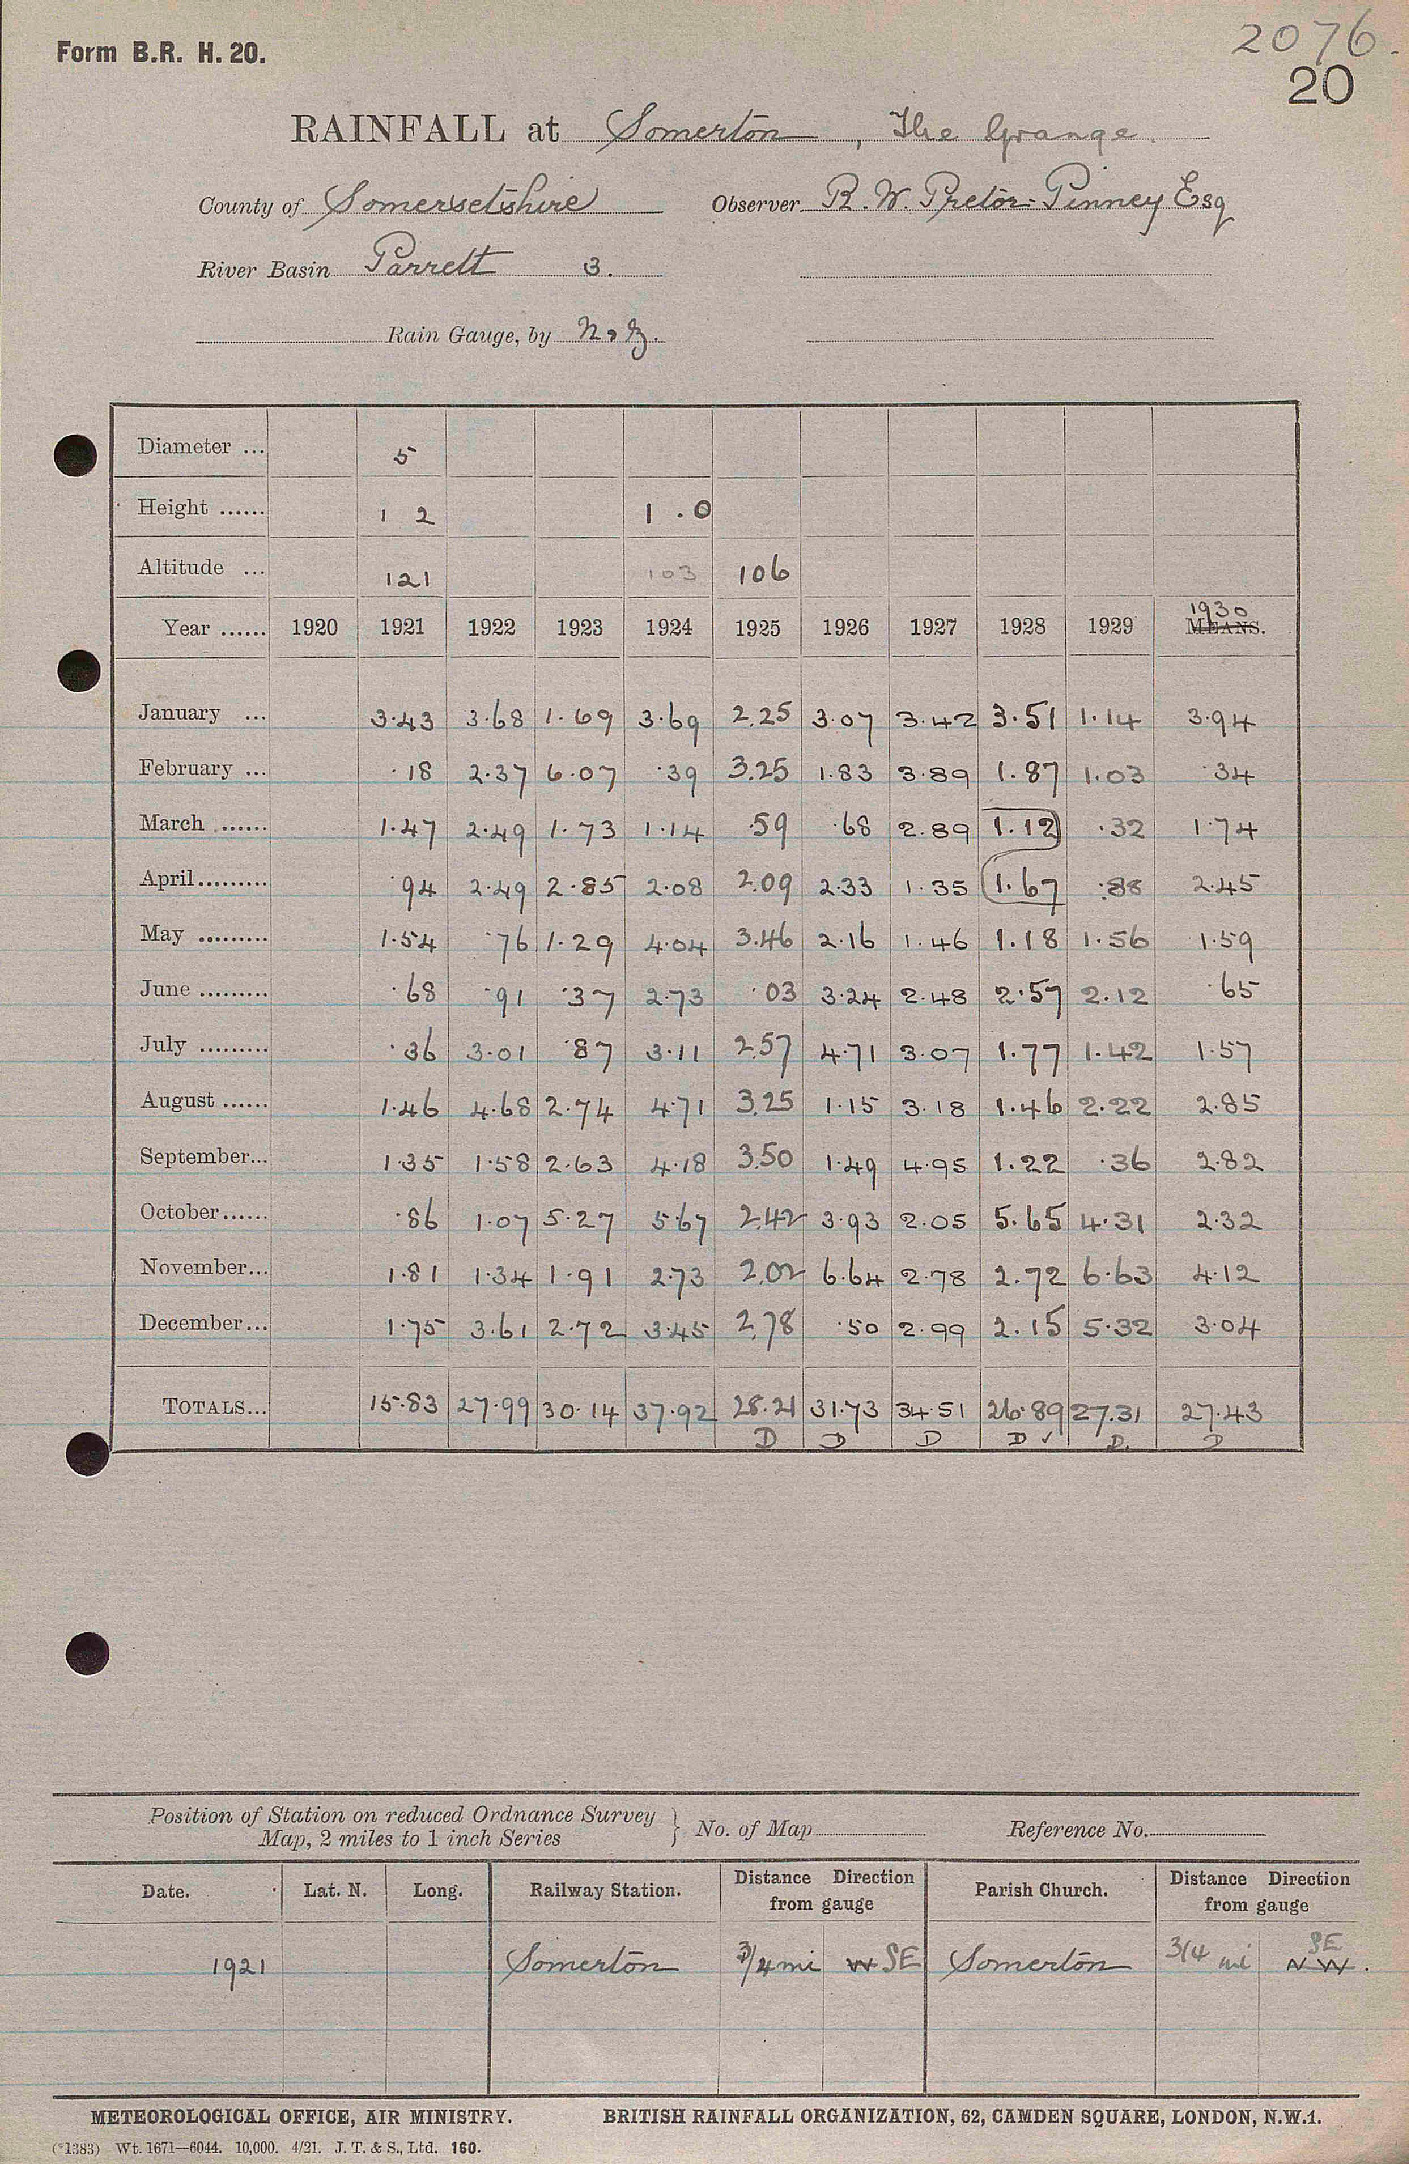 Form B.R. H. 20.
2076.
20
RAINFALL at Somerton, The Grange.
County of Somersetshire Observer R. W. Pretor-Pinney Esq
River Basin Parrett 3.
Rain Gauge, by
Diameter ... 5
Height ...... 1 2 1.0
Altitude ... 121 103 106
Year ...... 1920 1921 1922 1923 1924 1925 1926 1927 1928 1929 1930 MEANS.
January ... 3.43 3.68 1.69 3.69 2.25 3.07 3.42 3.51 1.14 3.94
February ... .18 2.37 6.07 .39 3.25 1.83 3.89 1.87 1.03 .34
March ...... 1.47 2.49 1.73 1.14 .59 .68 2.89 1.12 .32 1.74
April......... .94 2.49 2.85 2.08 2.09 2.33 1.35 1.67 .88 2.45
May ......... 1.54 .76 1.29 4.04 3.46 2.16 1.46 1.18 1.56 1.59
June ......... .68 .91 .37 2.73 .03 3.24 2.48 2.57 2.12 .65
July ......... .36 3.01 .87 3.11 2.57 4.71 3.07 1.77 1.42 1.57
August ...... 1.46 4.68 2.74 4.71 3.25 1.15 3.18 1.46 2.22 2.85
September... 1.35 1.58 2.63 4.18 3.50 1.49 4.95 1.22 .36 2.82
October...... .86 1.07 5.27 5.67 2.42 3.93 2.05 5.65 4.31 2.32
November... 1.81 1.34 1.91 2.73 2.02 6.64 2.78 2.72 6.63 4.12
December... 1.75 3.61 2.72 3.45 2.78 .50 2.99 2.15 5.32 3.04
TOTALS... 15.83 27.99 30.14 37.92 28.21 31.73 34.51 26.89 27.31 27.43
D D D D ✓ D. D
Position of Station on reduced Ordnance Survey
Map, 2 miles to 1 inch Series } No. of Map Reference No.
Date. Lat. N. Long. Railway Station. Distance Direction from gauge Parish Church. Distance Direction from gauge
1921 Somerton 3/4 mi W SE Somerton 3/4 mi N W. SE
METEOROLOGICAL OFFICE, AIR MINISTRY. BRITISH RAINFALL ORGANIZATION, 62, CAMDEN SQUARE, LONDON, N.W.1.
(*1383) Wt. 1671—6044. 10,000. 4/21. J. T. & S., Ltd. 160.